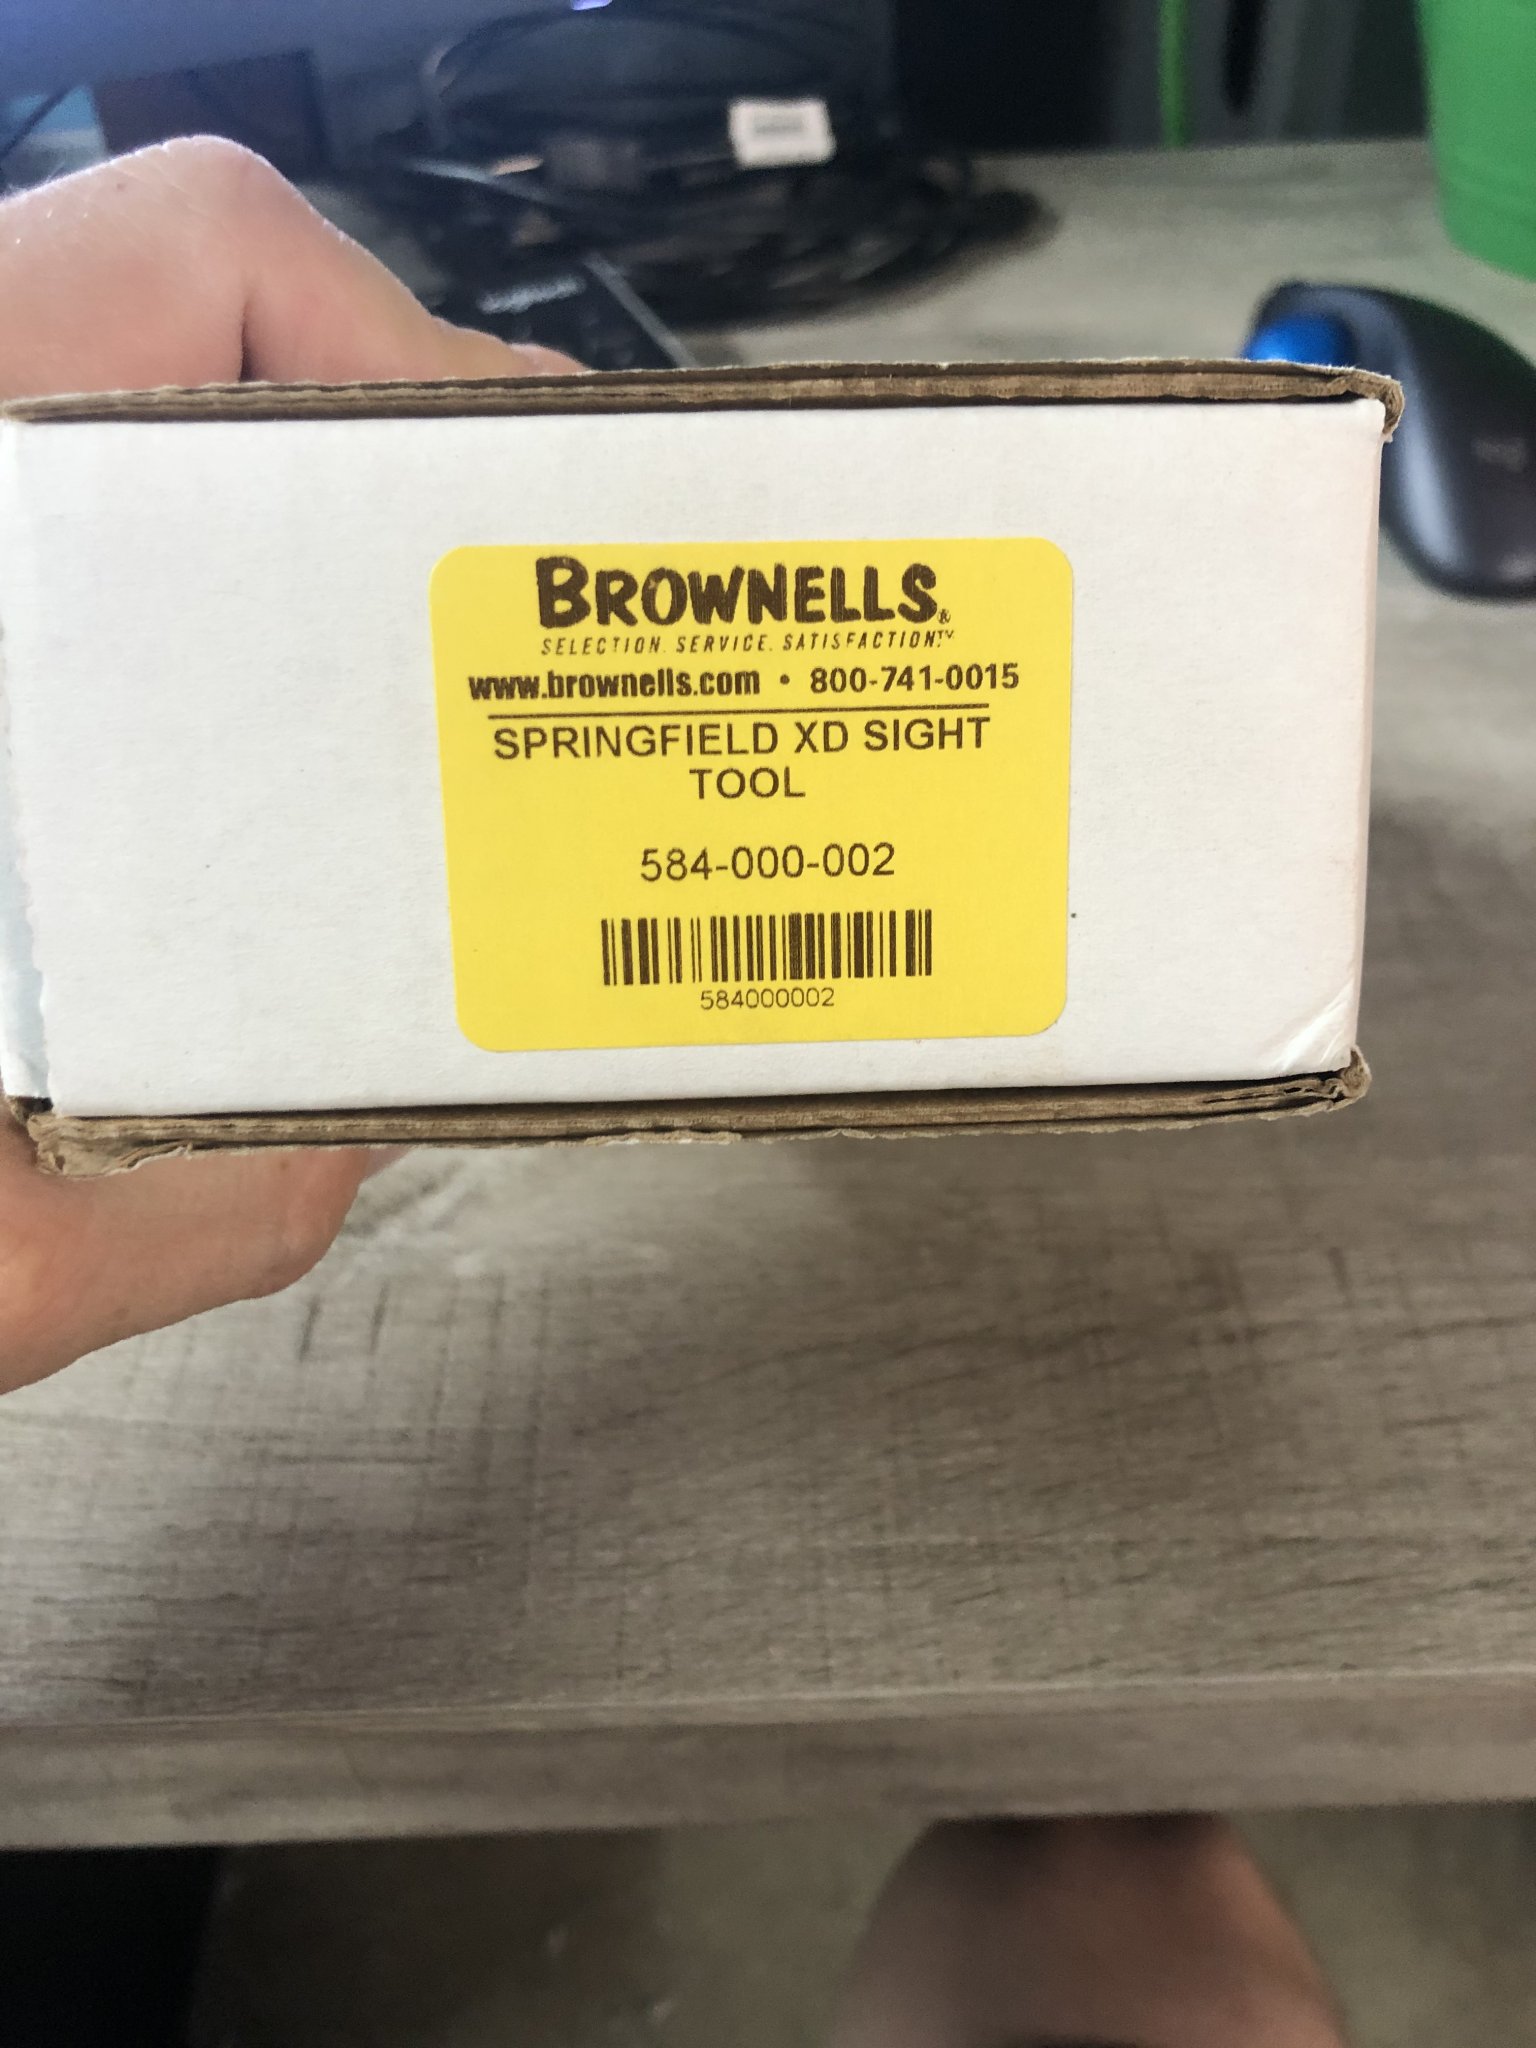 BROWNELLS®
SELECTION. SERVICE. SATISFACTION.™
www.brownells.com • 800-741-0015
SPRINGFIELD XD SIGHT
TOOL
584-000-002
584000002